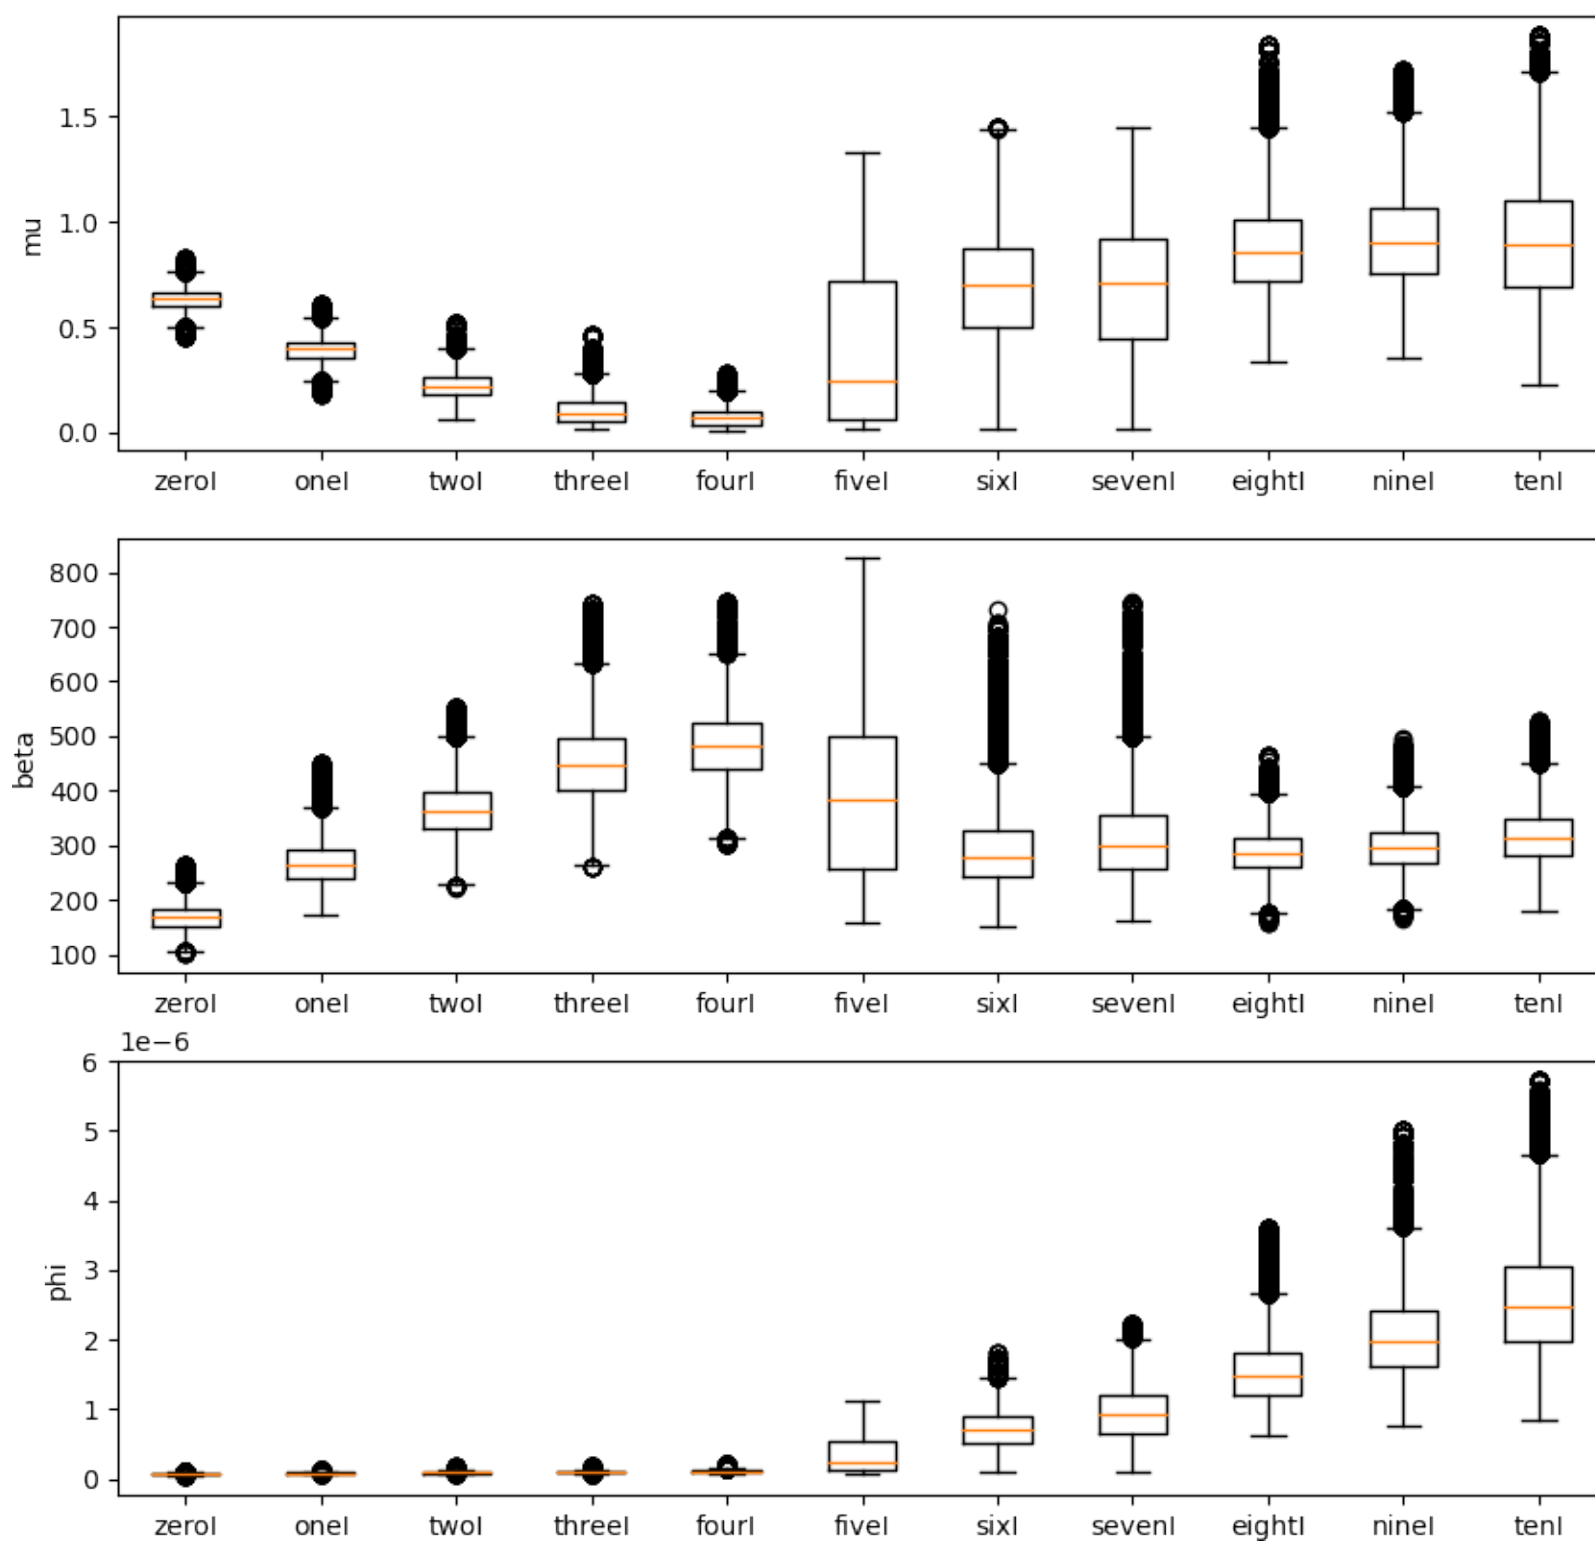 mu
1.5
1.0
0.5
0.0
zeroI oneI twoI threeI fourI fiveI sixI sevenI eightI nineI tenI
beta
800
700
600
500
400
300
200
100
zeroI oneI twoI threeI fourI fiveI sixI sevenI eightI nineI tenI
1e−6
phi
6
5
4
3
2
1
0
zeroI oneI twoI threeI fourI fiveI sixI sevenI eightI nineI tenI